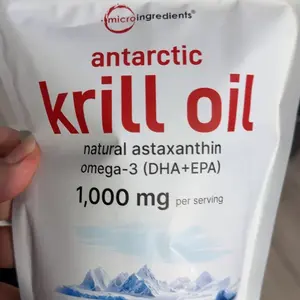 microingredients®
antarctic
krill oil
natural astaxanthin
omega-3 (DHA+EPA)
1,000 mg per serving